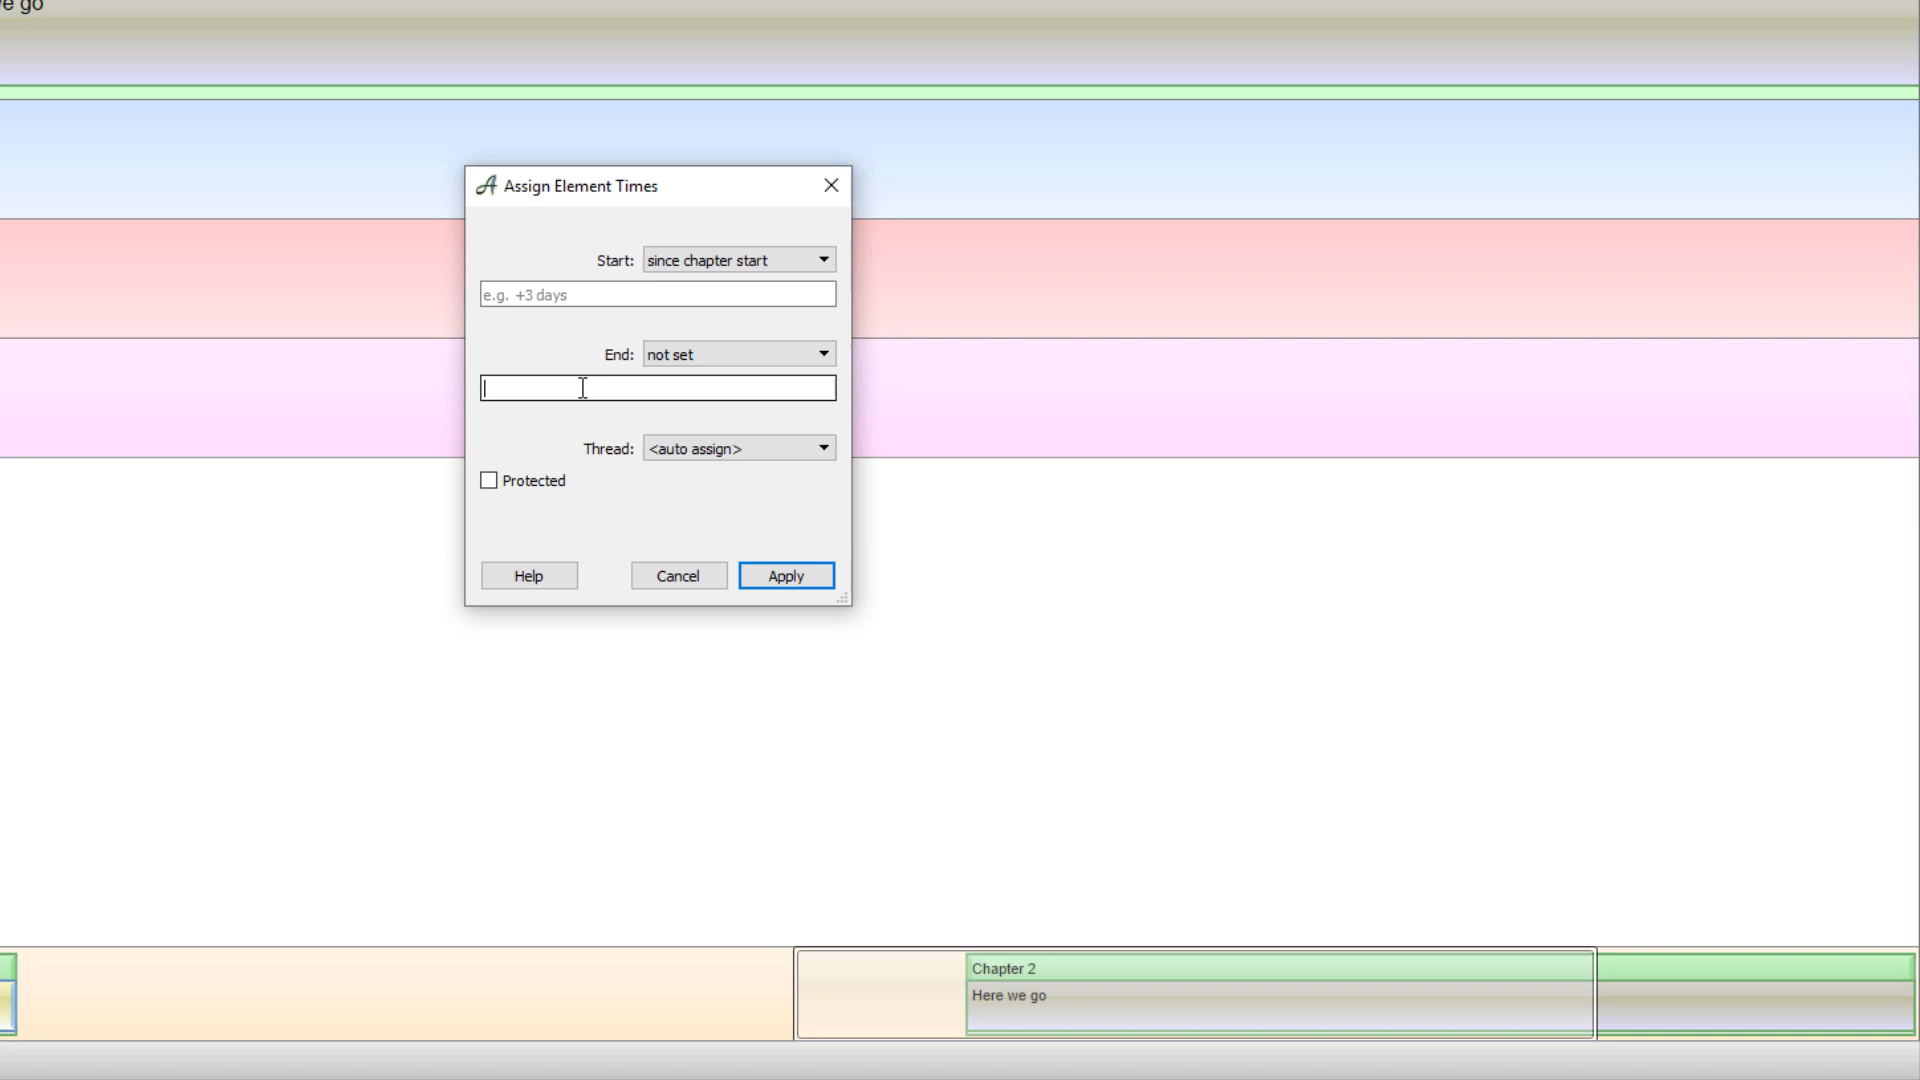 we go
Assign Element Times
Start: since chapter start
e.g. +3 days
End: not set
Thread: <auto assign>
Protected
Help Cancel Apply
Chapter 2
Here we go